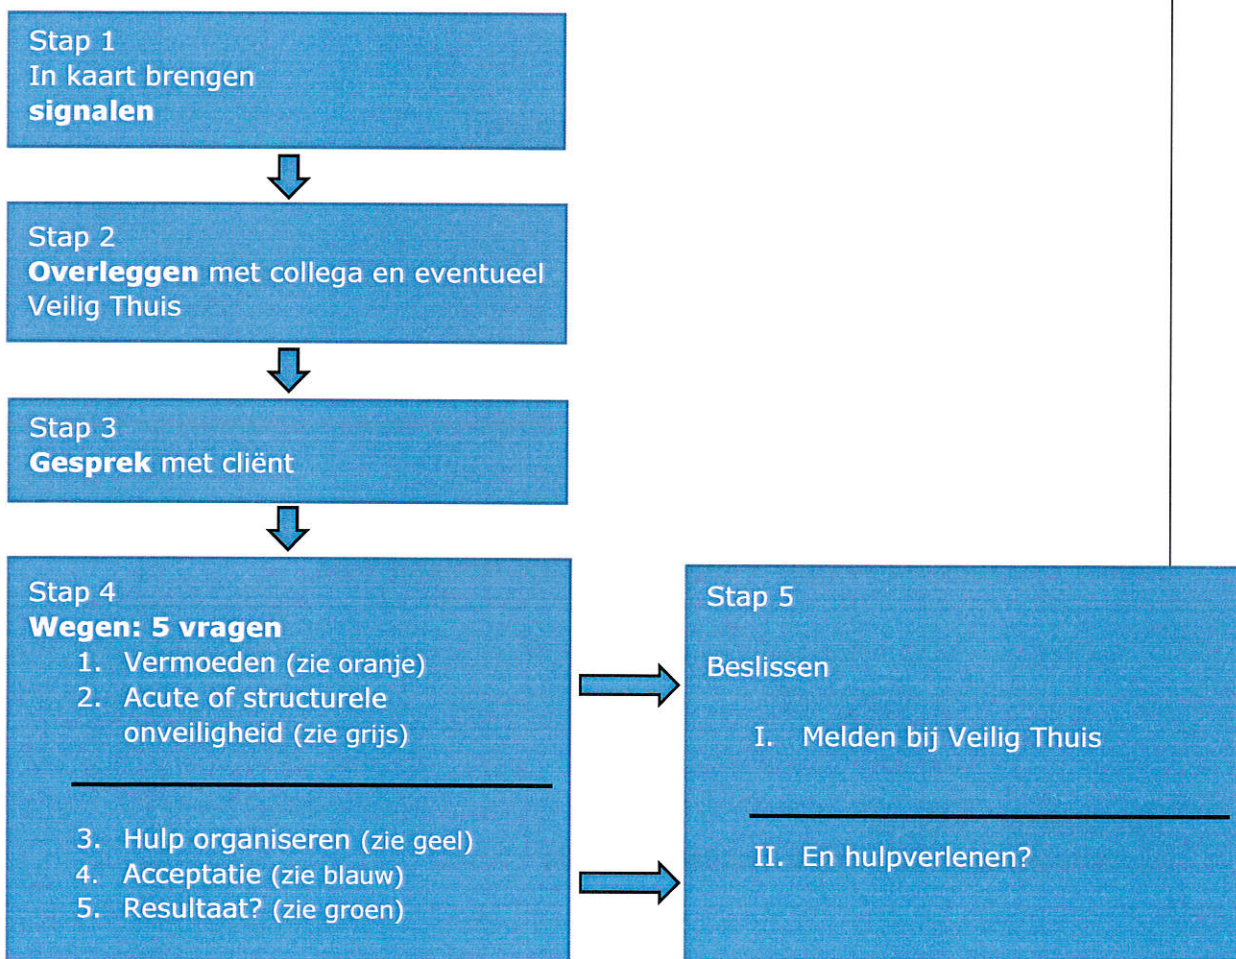 Stap 1
In kaart brengen
signalen
Stap 2
Overleggen met collega en eventueel
Veilig Thuis
Stap 3
Gesprek met cliënt
Stap 4
Wegen: 5 vragen
1. Vermoeden (zie oranje)
2. Acute of structurele
onveiligheid (zie grijs)
3. Hulp organiseren (zie geel)
4. Acceptatie (zie blauw)
5. Resultaat? (zie groen)
Stap 5
Beslissen
I. Melden bij Veilig Thuis
II. En hulpverlenen?